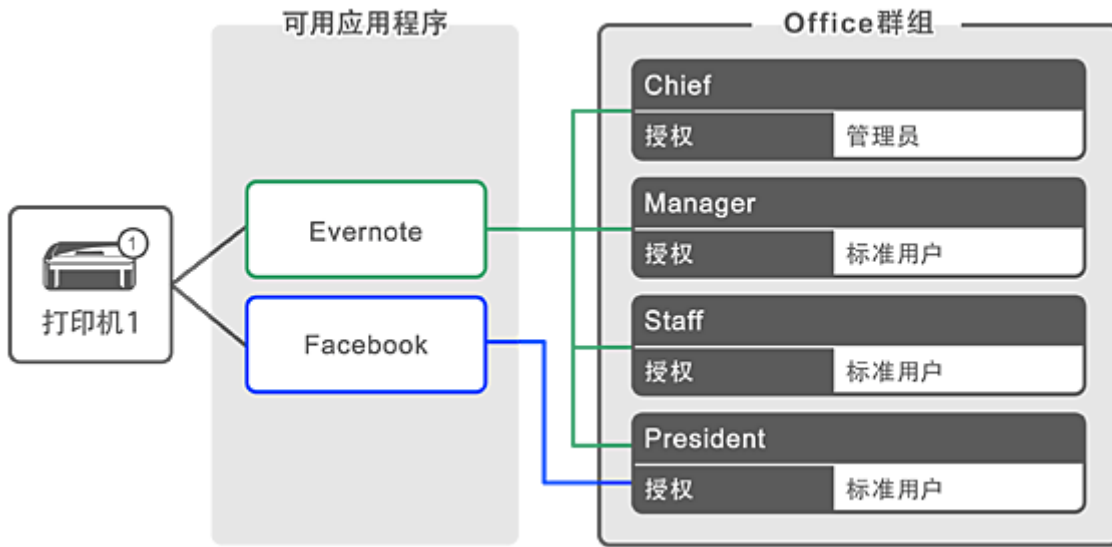 可用应用程序
Office群组
Chief
授权 管理员
Manager
授权 标准用户
Evernote
1
打印机1
Facebook
Staff
授权 标准用户
President
授权 标准用户